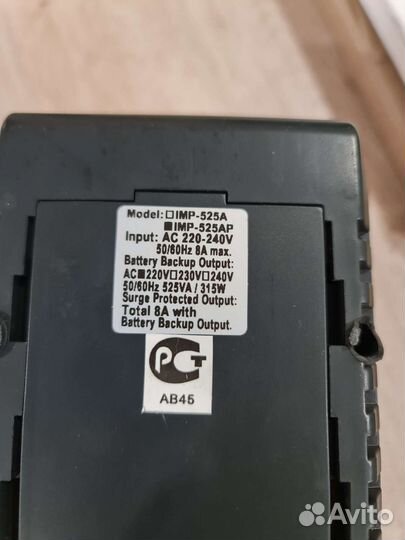 Model: □IMP-525A
■IMP-525AP
Input: AC 220-240V
50/60Hz 8A max.
Battery Backup Output:
AC■220V□230V□240V
50/60Hz 525VA / 315W
Surge Protected Output:
Total 8A with
Battery Backup Output.
РСТ
АВ45
Avito